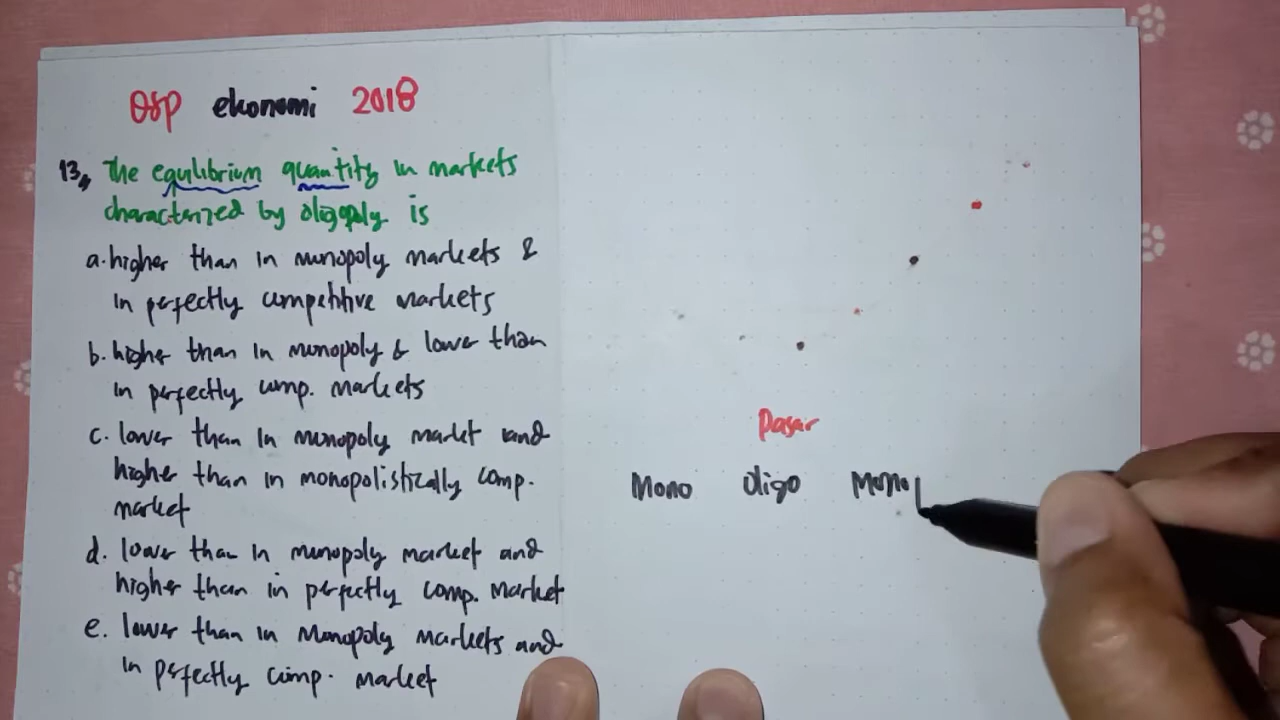 OSP ekonomi 2018
13, The equilibrium quantity in markets
characterized by oligopoly is
a. higher than in monopoly markets &
in perfectly competitive markets
b. higher than in monopoly & lower than
in perfectly comp. markets
c. lower than in monopoly market and
higher than in monopolistically comp.
market
d. lower than in monopoly market and
higher than in perfectly comp. market
e. lower than in monopoly markets and
in perfectly comp. market
Pasar
Mono Oligo Mono